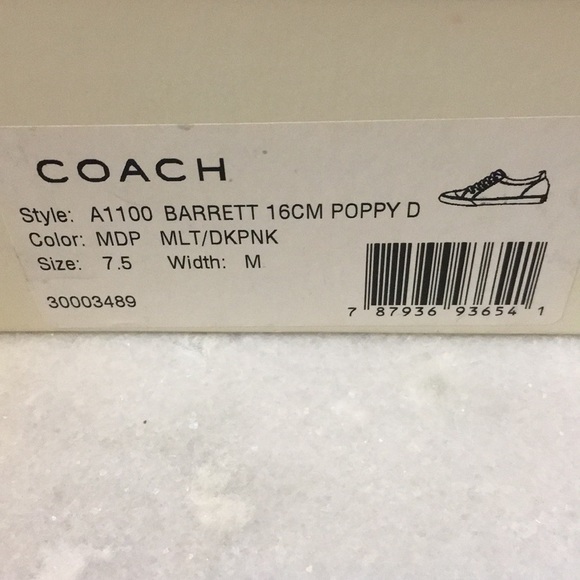 COACH
Style: A1100 BARRETT 16CM POPPY D
Color: MDP MLT/DKPNK
Size: 7.5 Width: M
30003489
7 87936 93654 1